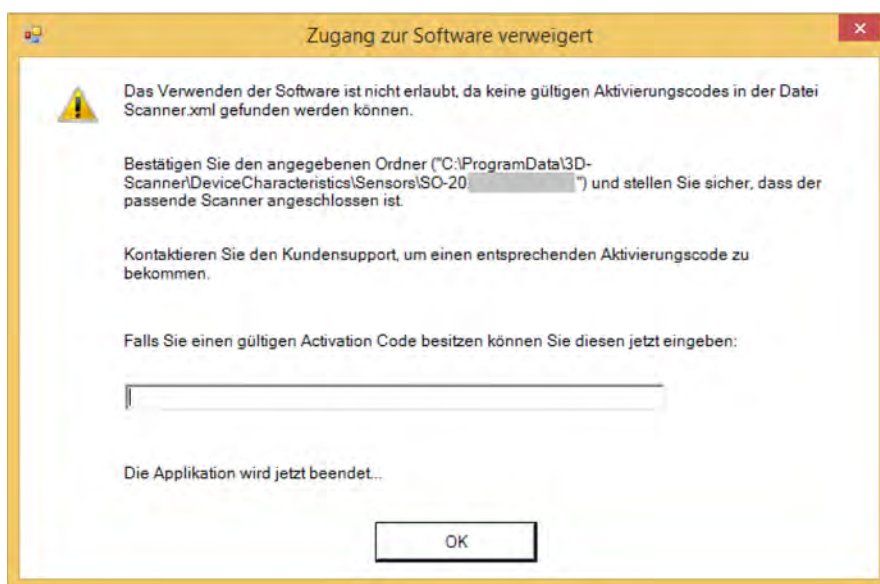 Zugang zur Software verweigert
Das Verwenden der Software ist nicht erlaubt, da keine gültigen Aktivierungscodes in der Datei
Scanner.xml gefunden werden können.
Bestätigen Sie den angegebenen Ordner ("C:\ProgramData\3D-
Scanner\DeviceCharacteristics\Sensors\SO-20 ") und stellen Sie sicher, dass der
passende Scanner angeschlossen ist.
Kontaktieren Sie den Kundensupport, um einen entsprechenden Aktivierungscode zu
bekommen.
Falls Sie einen gültigen Activation Code besitzen können Sie diesen jetzt eingeben:
Die Applikation wird jetzt beendet...
OK